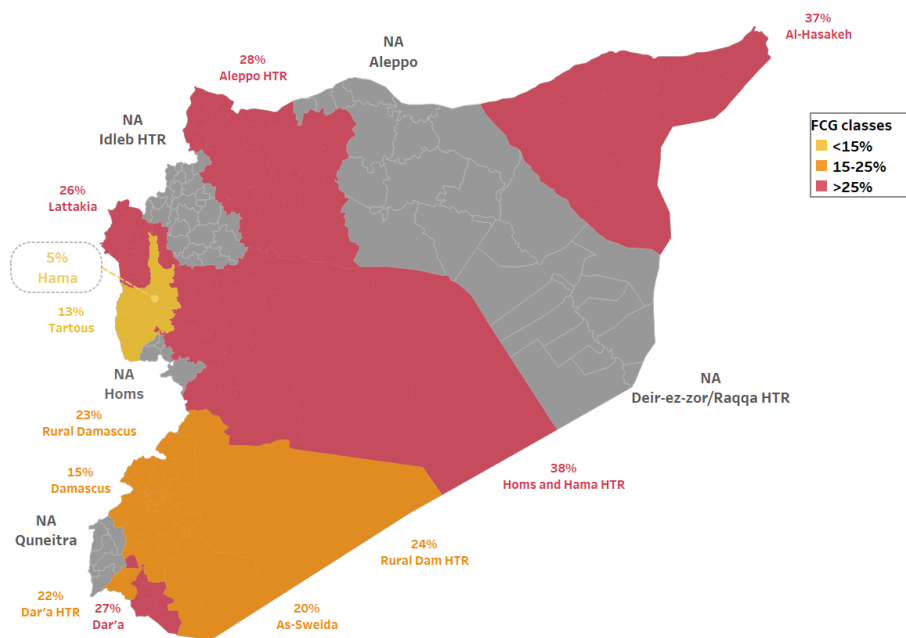 37%
Al-Hasakeh
NA
Aleppo
28%
Aleppo HTR
NA
Idleb HTR
FCG classes
<15%
15-25%
>25%
26%
Lattakia
5%
Hama
13%
Tartous
NA
Homs
NA
Deir-ez-zor/Raqqa HTR
23%
Rural Damascus
15%
Damascus
38%
Homs and Hama HTR
NA
Quneitra
24%
Rural Dam HTR
22%
Dar'a HTR
27%
Dar'a
20%
As-Sweida